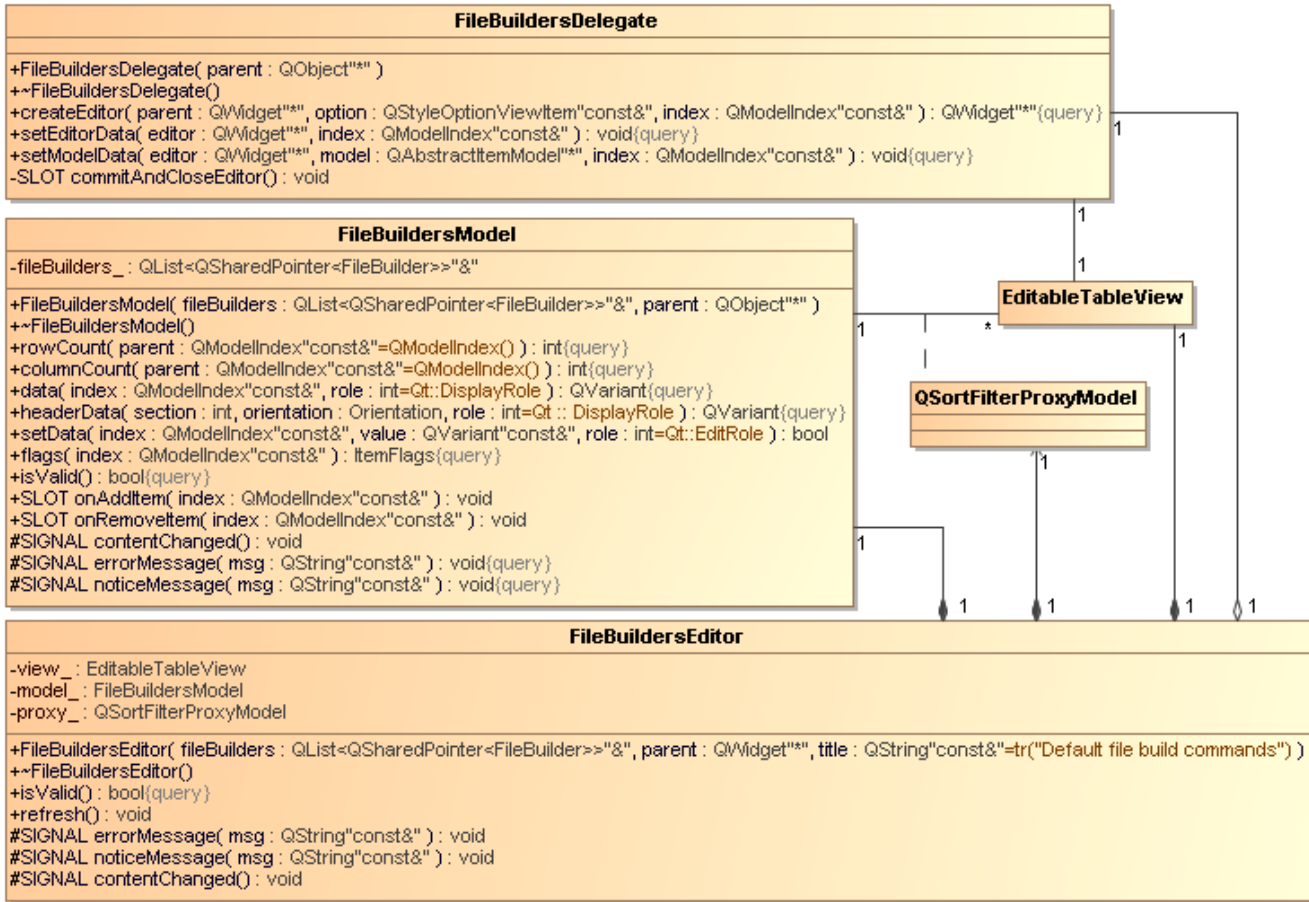 FileBuildersDelegate
+FileBuildersDelegate( parent : QObject"*" )
+~FileBuildersDelegate()
+createEditor( parent : QWidget"*", option : QStyleOptionViewItem"const&", index : QModelIndex"const&" ) : QWidget"*"{query}
+setEditorData( editor : QWidget"*", index : QModelIndex"const&" ) : void{query}
+setModelData( editor : QWidget"*", model : QAbstractItemModel"*", index : QModelIndex"const&" ) : void{query}
-SLOT commitAndCloseEditor() : void
1
1
1
FileBuildersModel
-fileBuilders_ : QList<QSharedPointer<FileBuilder>>"&"
+FileBuildersModel( fileBuilders : QList<QSharedPointer<FileBuilder>>"&", parent : QObject"*" )
+~FileBuildersModel()
+rowCount( parent : QModelIndex"const&"=QModelIndex() ) : int{query}
+columnCount( parent : QModelIndex"const&"=QModelIndex() ) : int{query}
+data( index : QModelIndex"const&", role : int=Qt::DisplayRole ) : QVariant{query}
+headerData( section : int, orientation : Orientation, role : int=Qt :: DisplayRole ) : QVariant{query}
+setData( index : QModelIndex"const&", value : QVariant"const&", role : int=Qt::EditRole ) : bool
+flags( index : QModelIndex"const&" ) : ItemFlags{query}
+isValid() : bool{query}
+SLOT onAddItem( index : QModelIndex"const&" ) : void
+SLOT onRemoveItem( index : QModelIndex"const&" ) : void
#SIGNAL contentChanged() : void
#SIGNAL errorMessage( msg : QString"const&" ) : void{query}
#SIGNAL noticeMessage( msg : QString"const&" ) : void{query}
EditableTableView
1
*
1
QSortFilterProxyModel
1
1
1
1
1
1
FileBuildersEditor
-view_ : EditableTableView
-model_ : FileBuildersModel
-proxy_ : QSortFilterProxyModel
+FileBuildersEditor( fileBuilders : QList<QSharedPointer<FileBuilder>>"&", parent : QWidget"*", title : QString"const&"=tr("Default file build commands") )
+~FileBuildersEditor()
+isValid() : bool{query}
+refresh() : void
#SIGNAL errorMessage( msg : QString"const&" ) : void
#SIGNAL noticeMessage( msg : QString"const&" ) : void
#SIGNAL contentChanged() : void